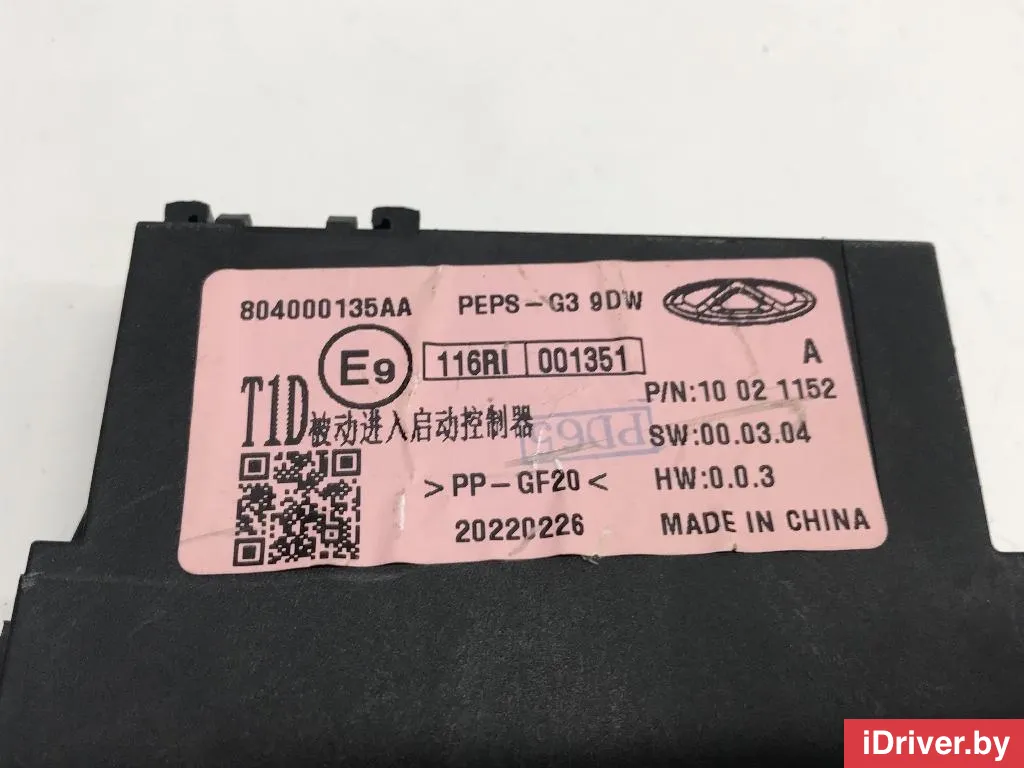 804000135AA PEPS-G3 9DW
E9 116RI 001351 A
P/N:10 02 1152
T1D被动进入启动控制器
SW:00.03.04
>PP-GF20< HW:0.0.3
20220226 MADE IN CHINA
iDriver.by